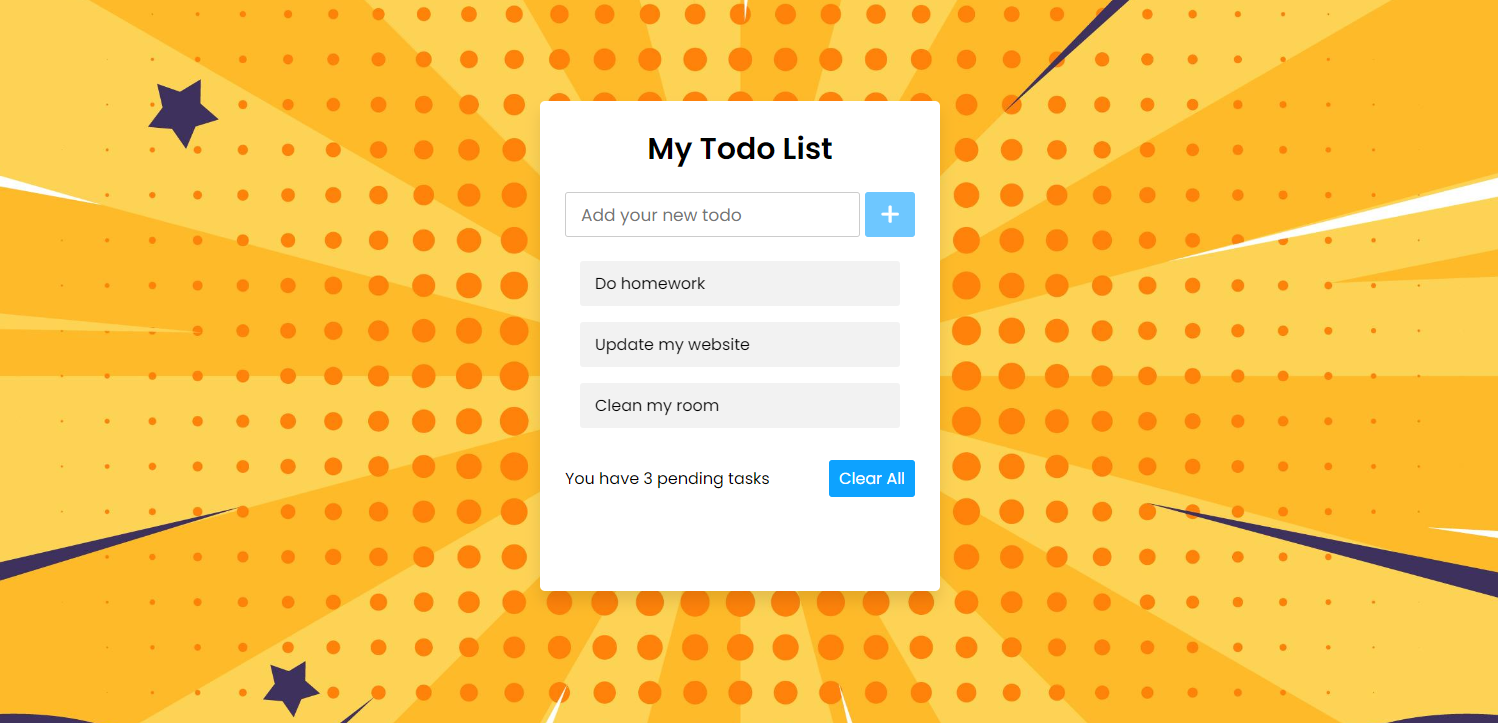 My Todo List
Add your new todo
+
Do homework
Update my website
Clean my room
You have 3 pending tasks
Clear All